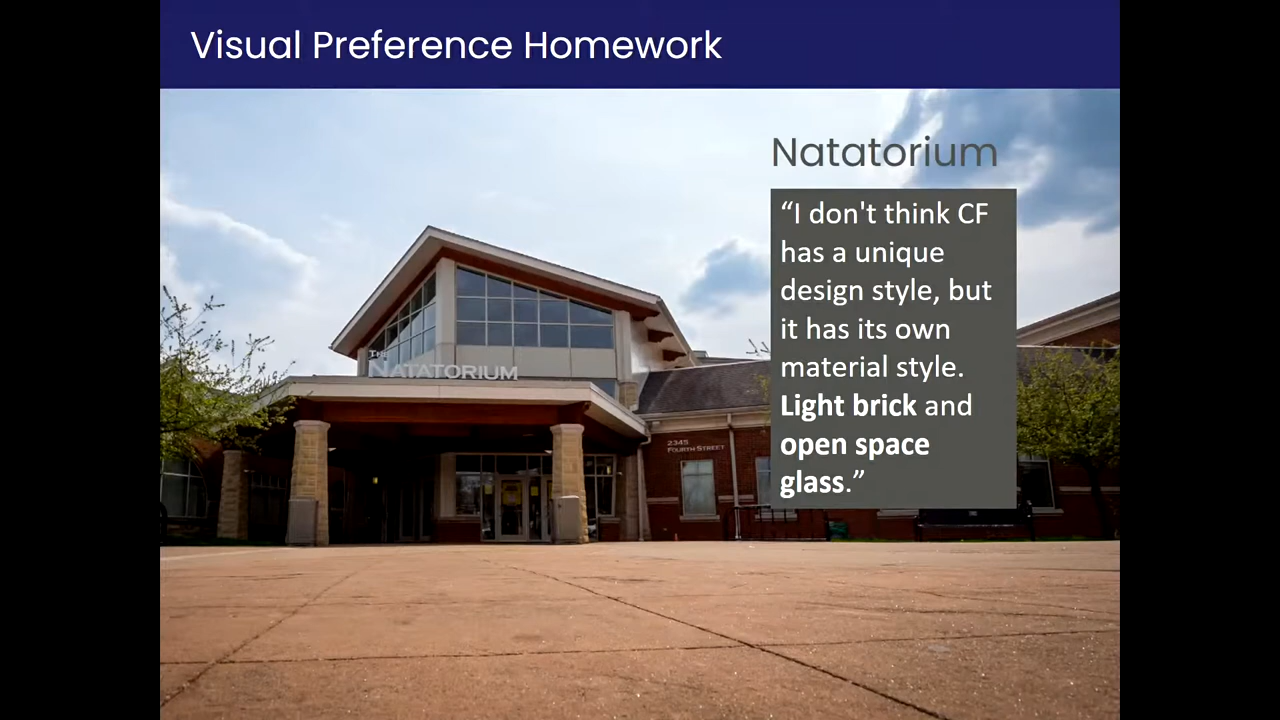 Visual Preference Homework
Natatorium
“I don't think CF
has a unique
design style, but
it has its own
material style.
Light brick and
open space
glass.”
THE
NATATORIUM
2345
FOURTH STREET